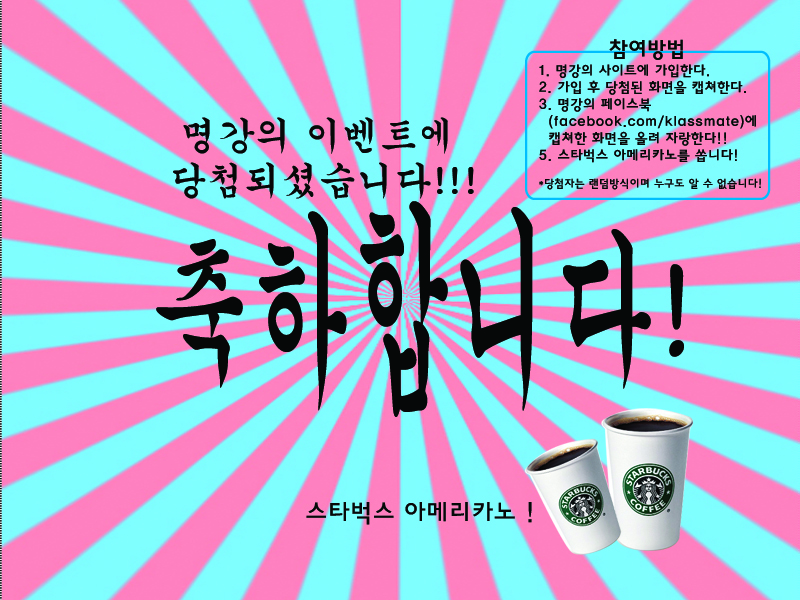 참여방법
1. 명강의 사이트에 가입한다.
2. 가입 후 당첨된 화면을 캡쳐한다.
3. 명강의 페이스북
(facebook.com/klassmate)에
캡쳐한 화면을 올려 자랑한다!!
5. 스타벅스 아메리카노를 쏩니다!
*당첨자는 랜덤방식이며 누구도 알 수 없습니다!
명강의 이벤트에
당첨되셨습니다!!!
축하합니다!
스타벅스 아메리카노 !
STARBUCKS
COFFEE
STARBUCKS
COFFEE